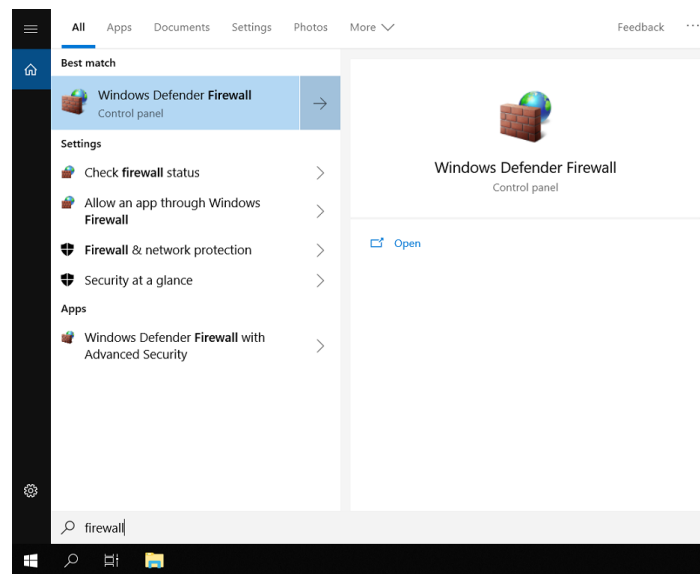 All Apps Documents Settings Photos More Feedback ...
Best match
Windows Defender Firewall
Control panel
Settings
Check firewall status
Allow an app through Windows
Firewall
Firewall & network protection
Security at a glance
Apps
Windows Defender Firewall with
Advanced Security
Windows Defender Firewall
Control panel
Open
firewall